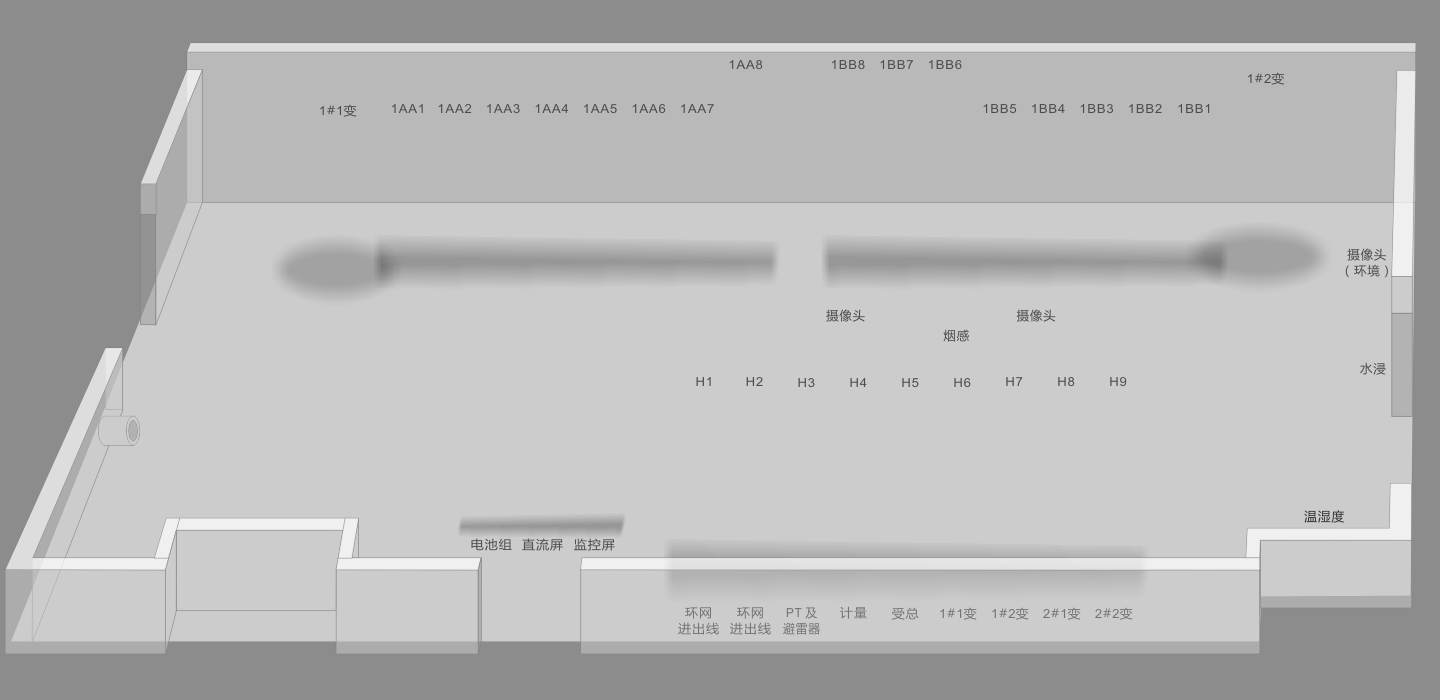 1AA8 1BB8 1BB7 1BB6
1#2变
1#1变 1AA1 1AA2 1AA3 1AA4 1AA5 1AA6 1AA7 1BB5 1BB4 1BB3 1BB2 1BB1
摄像头
(环境)
摄像头 摄像头
烟感
水浸
H1 H2 H3 H4 H5 H6 H7 H8 H9
温湿度
电池组 直流屏 监控屏
环网 环网 PT 及 计量 受总 1#1变 1#2变 2#1变 2#2变
进出线 进出线 避雷器